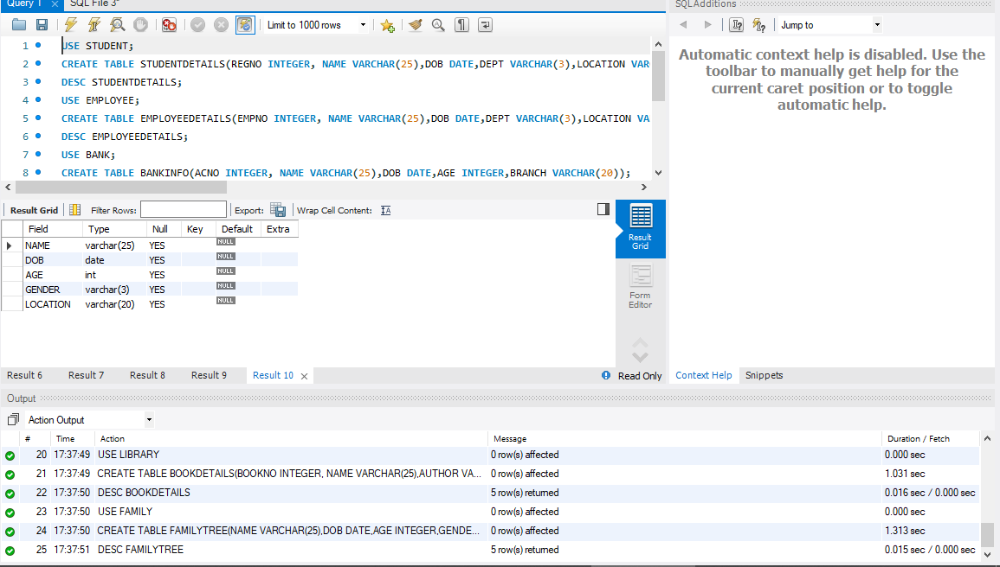 Query 1 × SQL File 3*
Limit to 1000 rows
1 USE STUDENT;
2 CREATE TABLE STUDENTDETAILS(REGNO INTEGER, NAME VARCHAR(25),DOB DATE,DEPT VARCHAR(3),LOCATION VAR
3 DESC STUDENTDETAILS;
4 USE EMPLOYEE;
5 CREATE TABLE EMPLOYEEDETAILS(EMPNO INTEGER, NAME VARCHAR(25),DOB DATE,DEPT VARCHAR(3),LOCATION VA
6 DESC EMPLOYEEDETAILS;
7 USE BANK;
8 CREATE TABLE BANKINFO(ACNO INTEGER, NAME VARCHAR(25),DOB DATE,AGE INTEGER,BRANCH VARCHAR(20));
Result Grid Filter Rows: Export: Wrap Cell Content: IA
Field Type Null Key Default Extra
NAME varchar(25) YES NULL
DOB date YES NULL
AGE int YES NULL
GENDER varchar(3) YES NULL
LOCATION varchar(20) YES NULL
Result
Grid
Form
Editor
Result 6 Result 7 Result 8 Result 9 Result 10 × Read Only
SQLAdditions
Jump to
Automatic context help is disabled. Use the
toolbar to manually get help for the
current caret position or to toggle
automatic help.
Context Help Snippets
Output
Action Output
# Time Action Message Duration / Fetch
20 17:37:49 USE LIBRARY 0 row(s) affected 0.000 sec
21 17:37:49 CREATE TABLE BOOKDETAILS(BOOKNO INTEGER, NAME VARCHAR(25),AUTHOR VA... 0 row(s) affected 1.031 sec
22 17:37:50 DESC BOOKDETAILS 5 row(s) returned 0.016 sec / 0.000 sec
23 17:37:50 USE FAMILY 0 row(s) affected 0.000 sec
24 17:37:50 CREATE TABLE FAMILYTREE(NAME VARCHAR(25),DOB DATE,AGE INTEGER,GENDE... 0 row(s) affected 1.313 sec
25 17:37:51 DESC FAMILYTREE 5 row(s) returned 0.015 sec / 0.000 sec